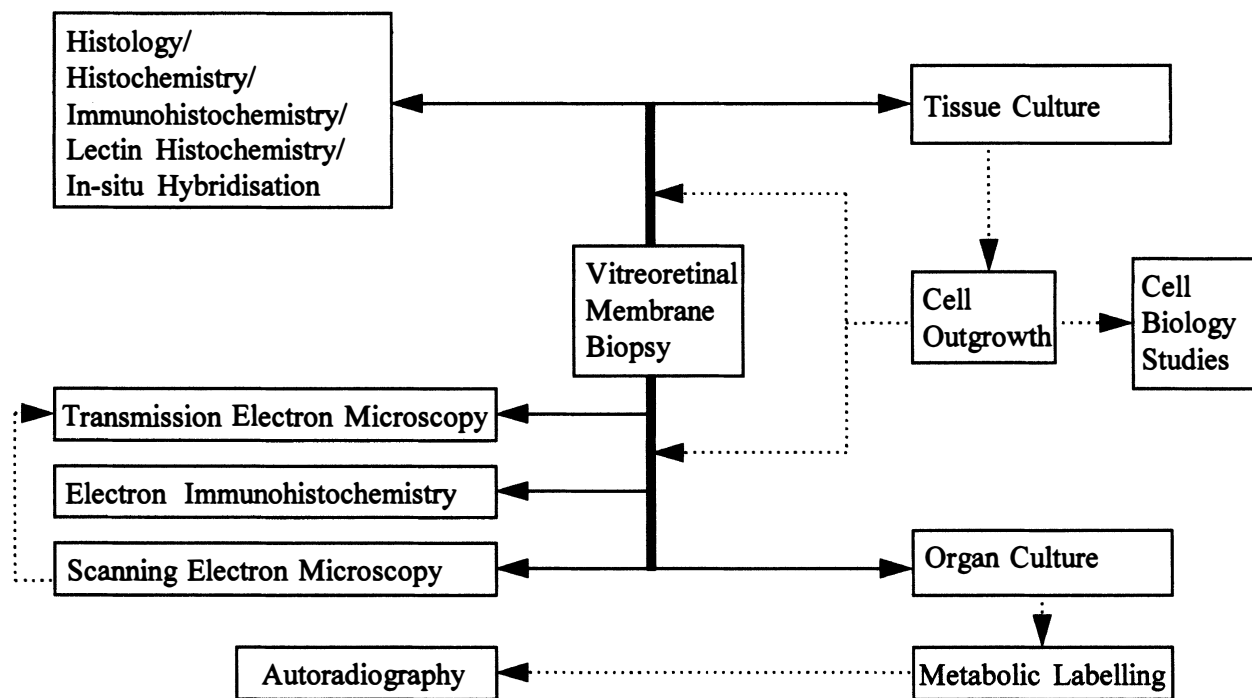 Histology/
Histochemistry/
Immunohistochemistry/
Lectin Histochemistry/
In-situ Hybridisation
Tissue Culture
Vitreoretinal
Membrane
Biopsy
Cell
Outgrowth
Cell
Biology
Studies
Transmission Electron Microscopy
Electron Immunohistochemistry
Scanning Electron Microscopy
Organ Culture
Autoradiography
Metabolic Labelling